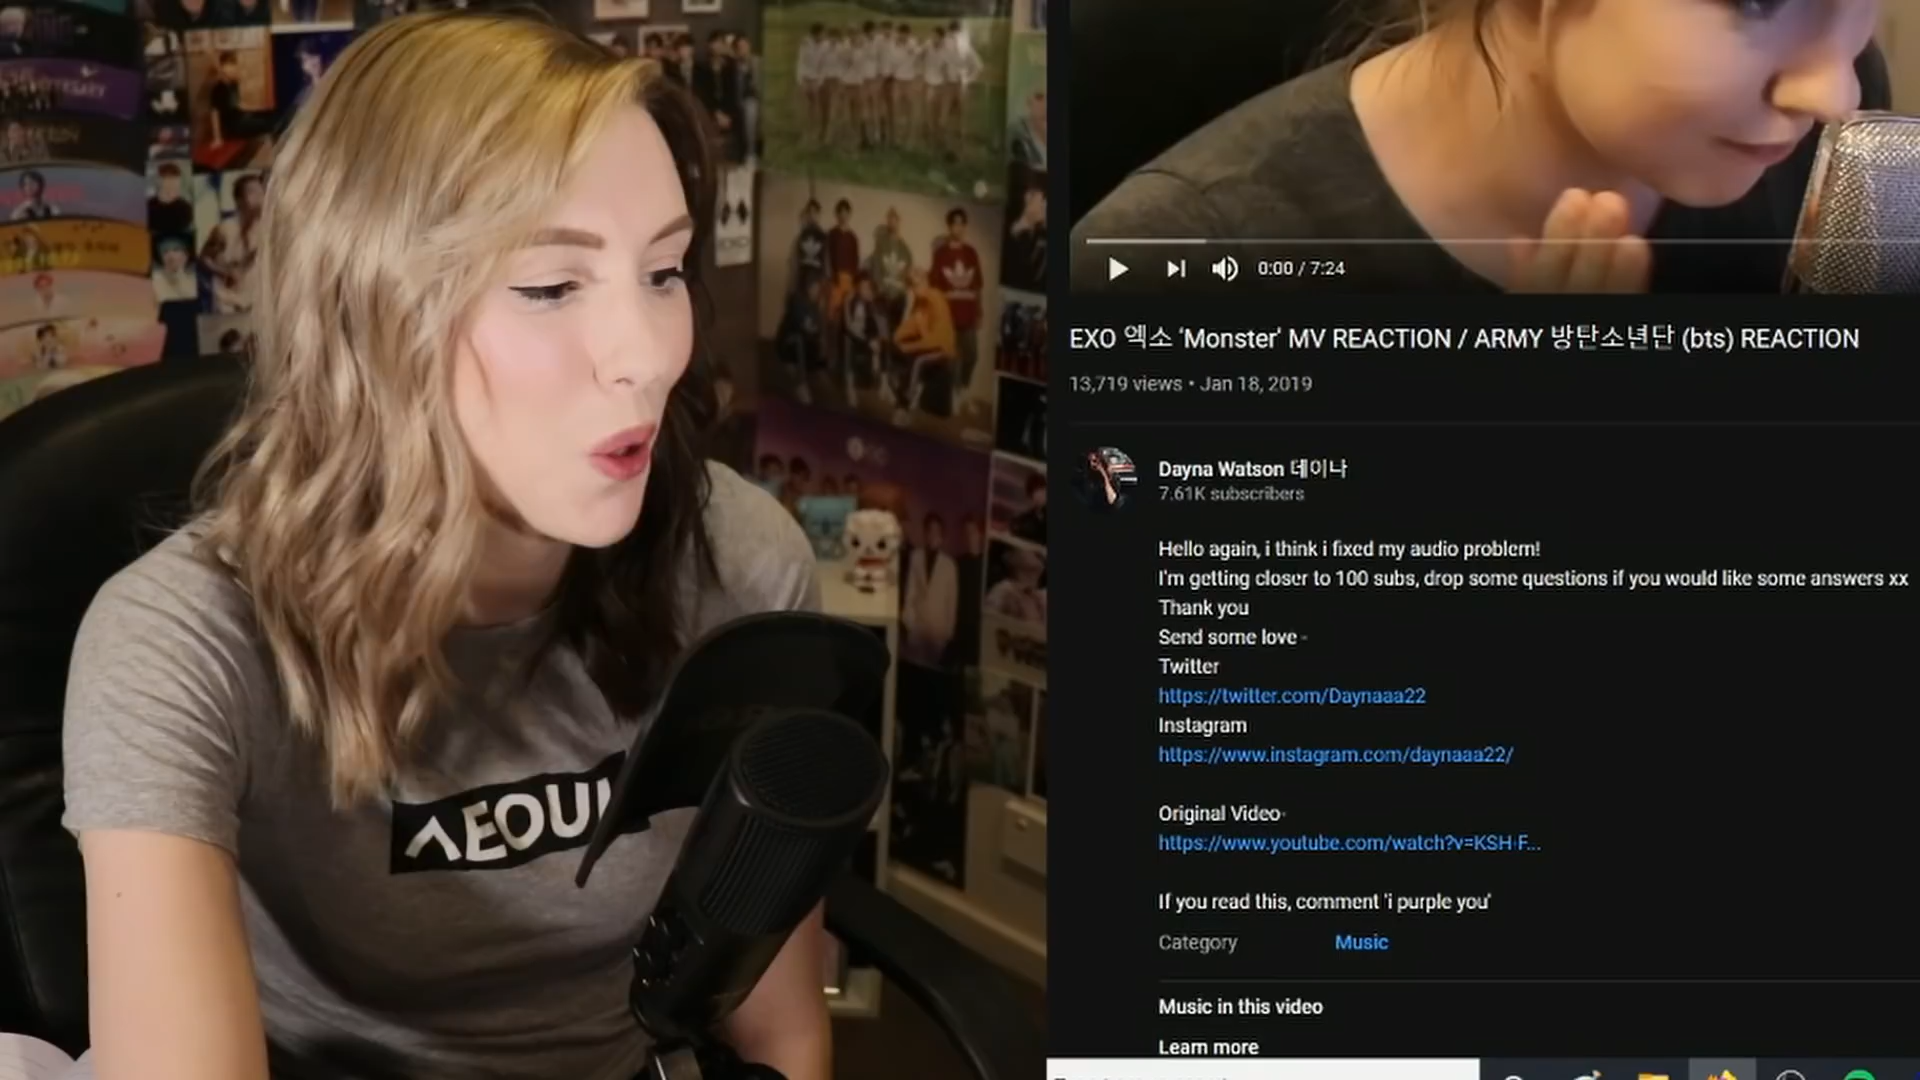 0:00 / 7:24
EXO 엑소 'Monster' MV REACTION / ARMY 방탄소년단 (bts) REACTION
13,719 views • Jan 18, 2019
Dayna Watson 데이나
7.61K subscribers
Hello again, i think i fixed my audio problem!
I'm getting closer to 100 subs, drop some questions if you would like some answers xx
Thank you
Send some love -
Twitter
https://twitter.com/Daynaaa22
Instagram
https://www.instagram.com/daynaaa22/
Original Video-
https://www.youtube.com/watch?v=KSH-F...
If you read this, comment 'i purple you'
Category Music
Music in this video
Learn more